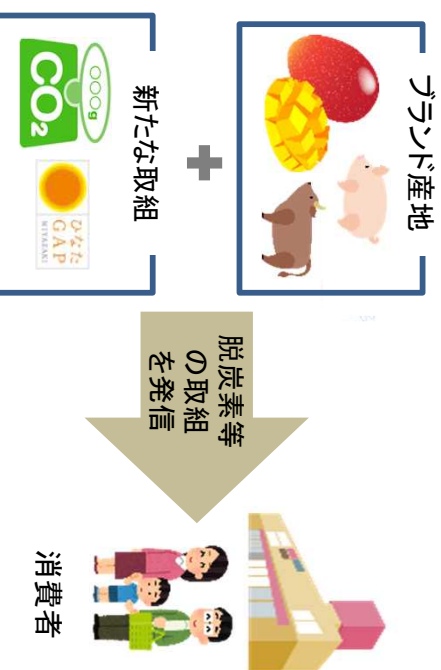 ブランド産地
新たな取組
○○○g
CO2
ひなた
GAP
MIYAZAKI
脱炭素等
の取組
を発信
消費者